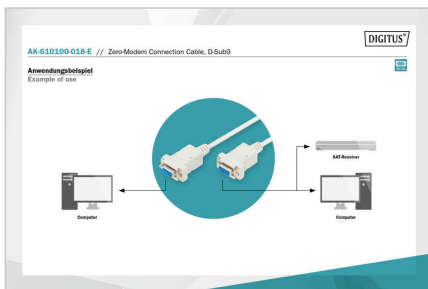 DIGITUS®
AK-610100-018-E // Zero-Modem Connection Cable, D-Sub9
Anwendungsbeispiel
Example of use
SAT-Receiver
Computer
Computer